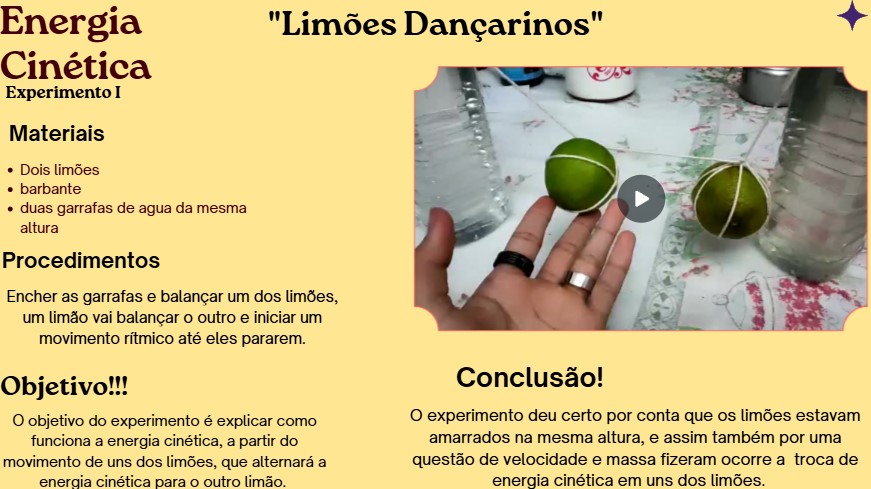 Energia
Cinética
"Limões Dançarinos"
Experimento I
Materiais
• Dois limões
• barbante
• duas garrafas de agua da mesma
altura
Procedimentos
Encher as garrafas e balançar um dos limões,
um limão vai balançar o outro e iniciar um
movimento rítmico até eles pararem.
Objetivo!!!
O objetivo do experimento é explicar como
funciona a energia cinética, a partir do
movimento de uns dos limões, que alternará a
energia cinética para o outro limão.
Conclusão!
O experimento deu certo por conta que os limões estavam
amarrados na mesma altura, e assim também por uma
questão de velocidade e massa fizeram ocorre a  troca de
energia cinética em uns dos limões.